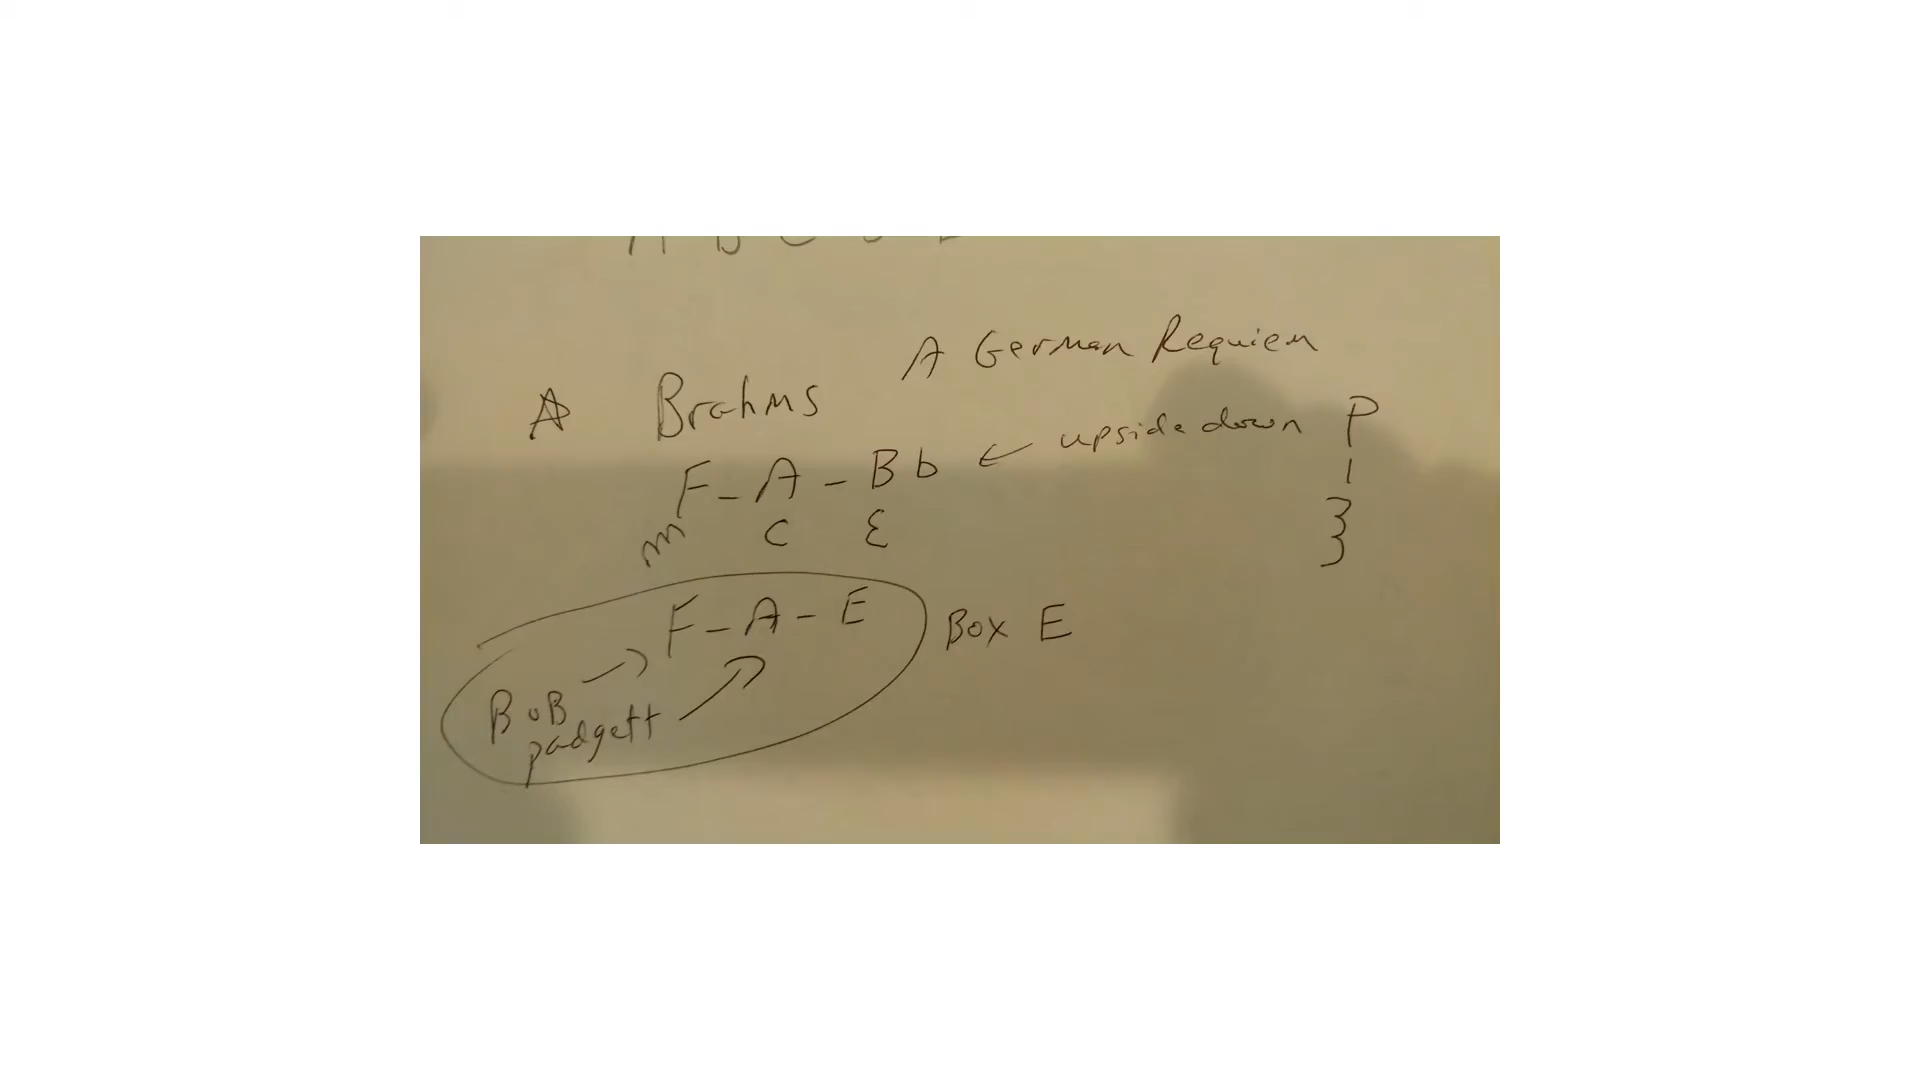 A German Requiem
A Brahms
F - A - Bb ← upside down P
m C Ɛ
F - A - E Box E
BoB →
padgett